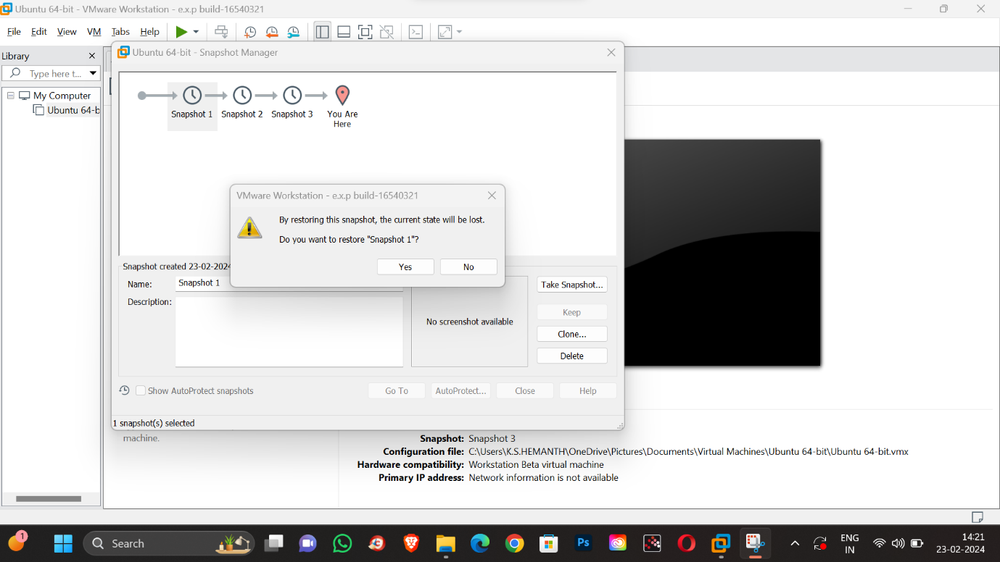 Ubuntu 64-bit - VMware Workstation - e.x.p build-16540321
File Edit View VM Tabs Help
Library
Type here t...
My Computer
Ubuntu 64-b
Ubuntu 64-bit - Snapshot Manager
Snapshot 1 Snapshot 2 Snapshot 3 You Are
Here
VMware Workstation - e.x.p build-16540321
By restoring this snapshot, the current state will be lost.
Do you want to restore "Snapshot 1"?
Yes No
Snapshot created 23-02-2024
Name: Snapshot 1
Description:
No screenshot available
Take Snapshot...
Keep
Clone...
Delete
Show AutoProtect snapshots
Go To AutoProtect... Close Help
1 snapshot(s) selected
machine.
Snapshot: Snapshot 3
Configuration file: C:\Users\K.S.HEMANTH\OneDrive\Pictures\Documents\Virtual Machines\Ubuntu 64-bit\Ubuntu 64-bit.vmx
Hardware compatibility: Workstation Beta virtual machine
Primary IP address: Network information is not available
1
Search
Ps
ENG
IN
14:21
23-02-2024